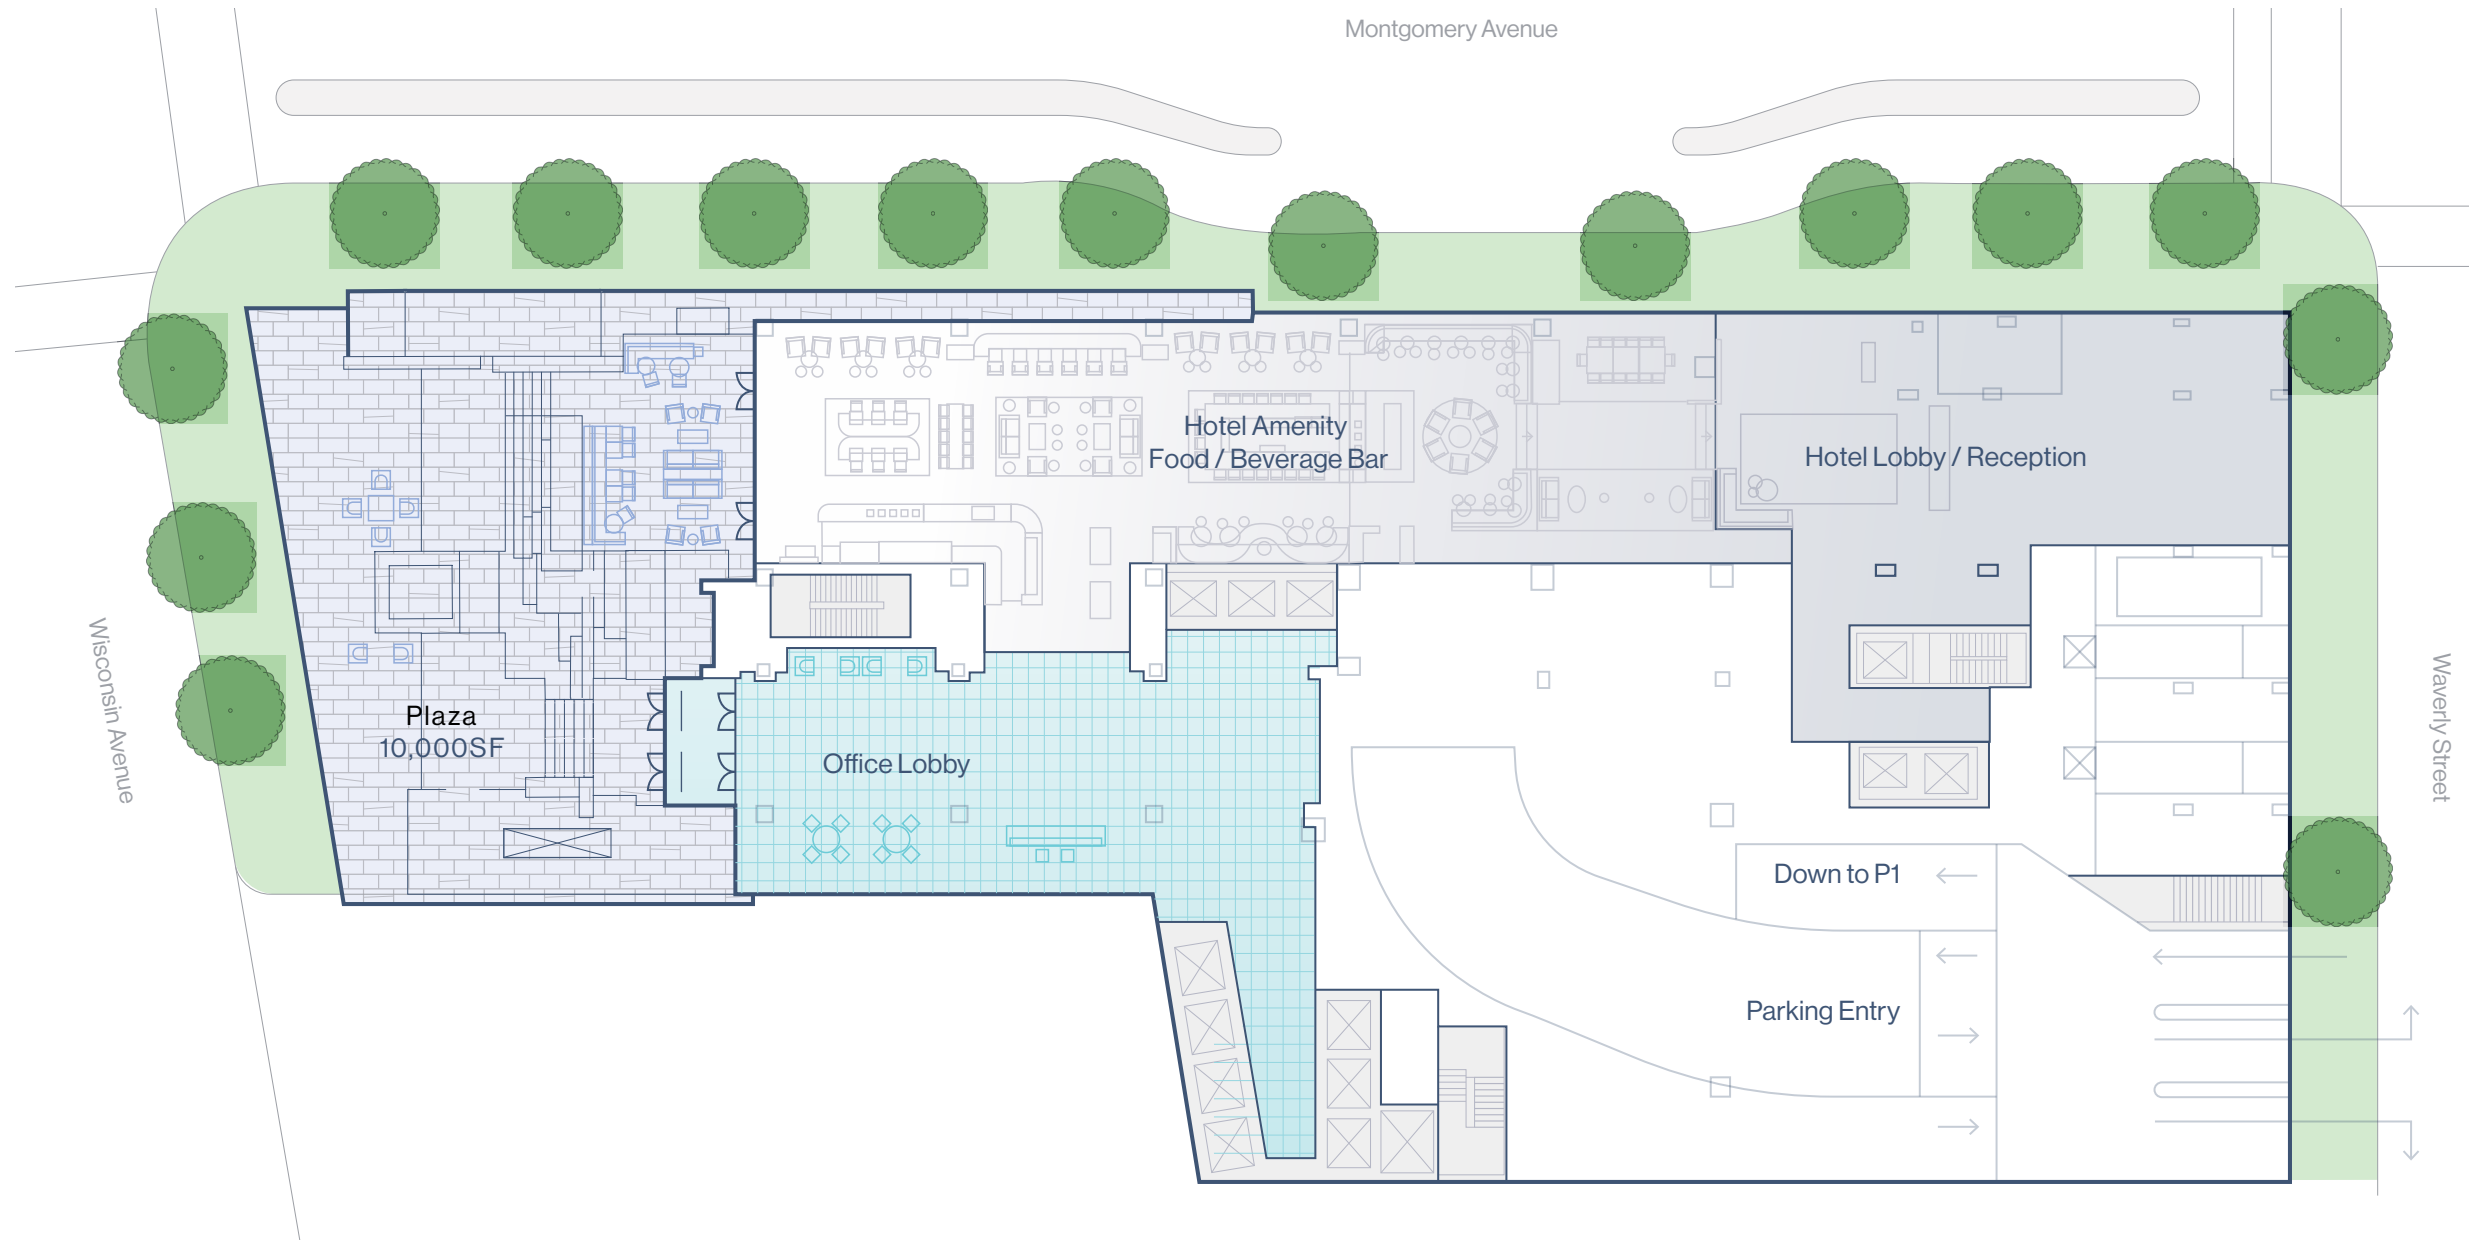 Montgomery Avenue
Hotel Amenity
Food / Beverage Bar
Hotel Lobby / Reception
Wisconsin Avenue
Waverly Street
Plaza
10,000SF
Office Lobby
Down to P1
Parking Entry